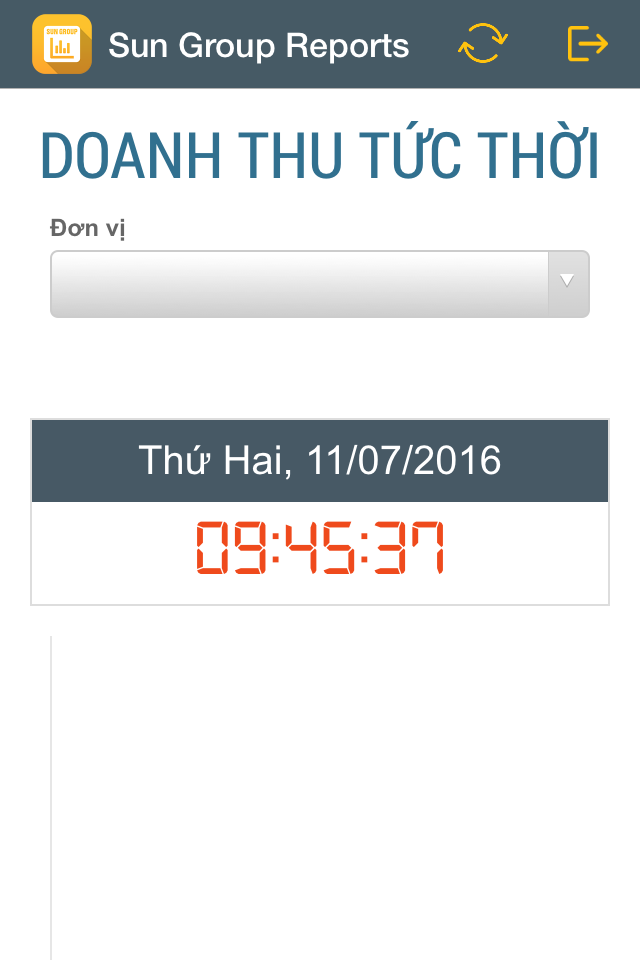 SUN GROUP
Sun Group Reports
DOANH THU TỨC THỜI
Đơn vị
Thứ Hai, 11/07/2016
09:45:37